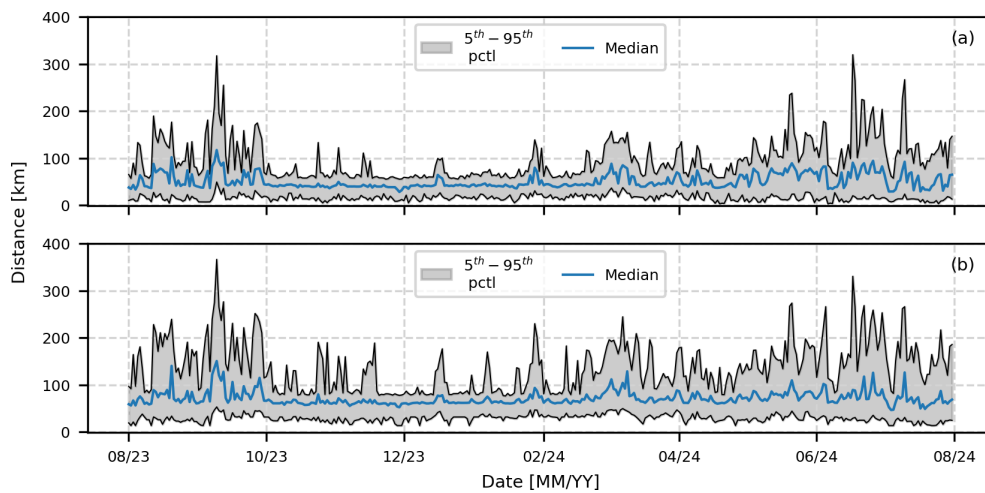 400
300
200
100
0
5th − 95th
pctl
Median
(a)
Distance [km]
400
300
200
100
0
5th − 95th
pctl
Median
(b)
08/23 10/23 12/23 02/24 04/24 06/24 08/24
Date [MM/YY]